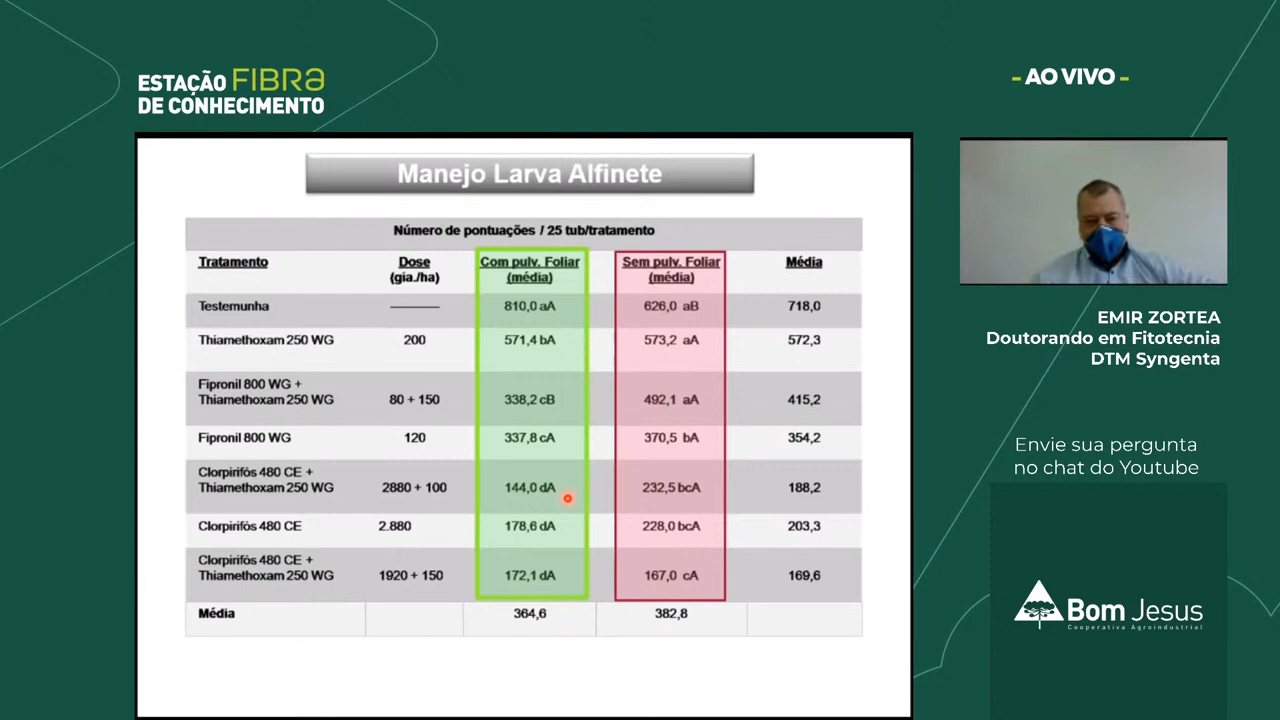 ESTAÇÃO FIBRA
DE CONHECIMENTO
- AO VIVO -
Manejo Larva Alfinete
Número de pontuações / 25 tub/tratamento
Tratamento Dose (gia./ha) Com pulv. Foliar (média) Sem pulv. Foliar (média) Média
Testemunha ——— 810,0 aA 626,0 aB 718,0
Thiamethoxam 250 WG 200 571,4 bA 573,2 aA 572,3
Fipronil 800 WG +
Thiamethoxam 250 WG 80 + 150 338,2 cB 492,1 aA 415,2
Fipronil 800 WG 120 337,8 cA 370,5 bA 354,2
Clorpirifós 480 CE +
Thiamethoxam 250 WG 2880 + 100 144,0 dA 232,5 bcA 188,2
Clorpirifós 480 CE 2.880 178,6 dA 228,0 bcA 203,3
Clorpirifós 480 CE +
Thiamethoxam 250 WG 1920 + 150 172,1 dA 167,0 cA 169,6
Média 364,6 382,8
EMIR ZORTEA
Doutorando em Fitotecnia
DTM Syngenta
Envie sua pergunta
no chat do Youtube
Bom Jesus
Cooperativa Agroindustrial